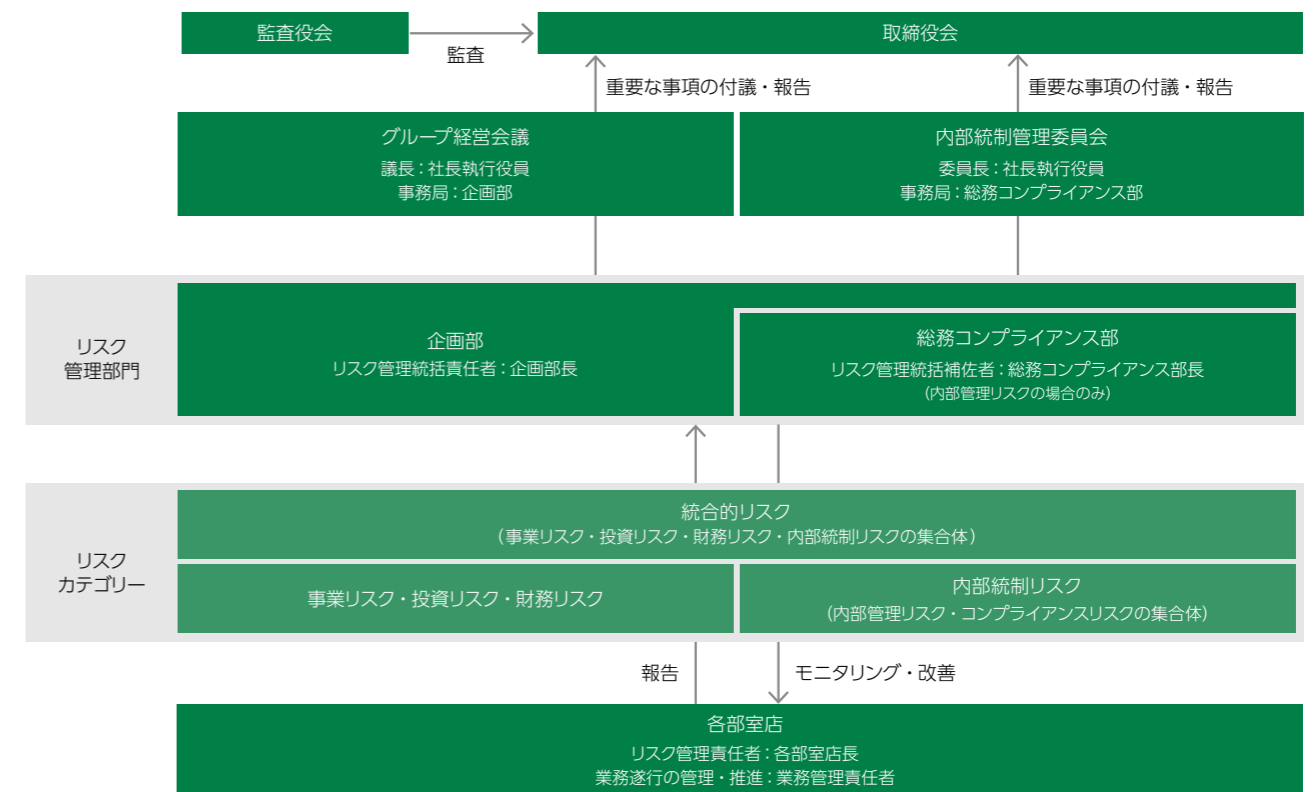 監査役会
監査
取締役会
重要な事項の付議・報告
重要な事項の付議・報告
グループ経営会議
議長：社長執行役員
事務局：企画部
内部統制管理委員会
委員長：社長執行役員
事務局：総務コンプライアンス部
リスク
管理部門
企画部
リスク管理統括責任者：企画部長
総務コンプライアンス部
リスク管理統括補佐者：総務コンプライアンス部長
（内部管理リスクの場合のみ）
リスク
カテゴリー
統合的リスク
（事業リスク・投資リスク・財務リスク・内部統制リスクの集合体）
事業リスク・投資リスク・財務リスク
内部統制リスク
（内部管理リスク・コンプライアンスリスクの集合体）
報告
モニタリング・改善
各部室店
リスク管理責任者：各部室店長
業務遂行の管理・推進：業務管理責任者